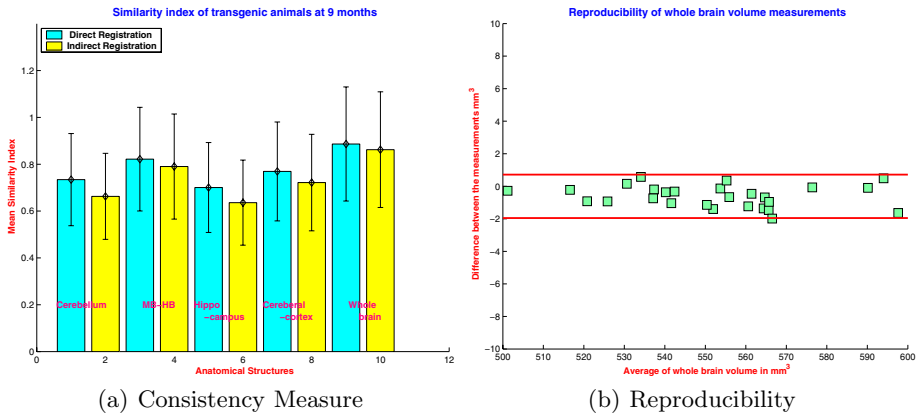 Similarity index of transgenic animals at 9 months
Direct Registration
Indirect Registration
Mean Similarity Index
1.2
1
0.8
0.6
0.4
0.2
0
Cerebellum
MB-HB
Hippo
-campus
Cereberal
-cortex
Whole
brain
0 2 4 6 8 10 12
Anatomical Structures
(a) Consistency Measure
Reproducibility of whole brain volume measurements
Difference between the measurements mm³
10
8
6
4
2
0
−2
−4
−6
−8
−10
500 510 520 530 540 550 560 570 580 590 600
Average of whole brain volume in mm³
(b) Reproducibility